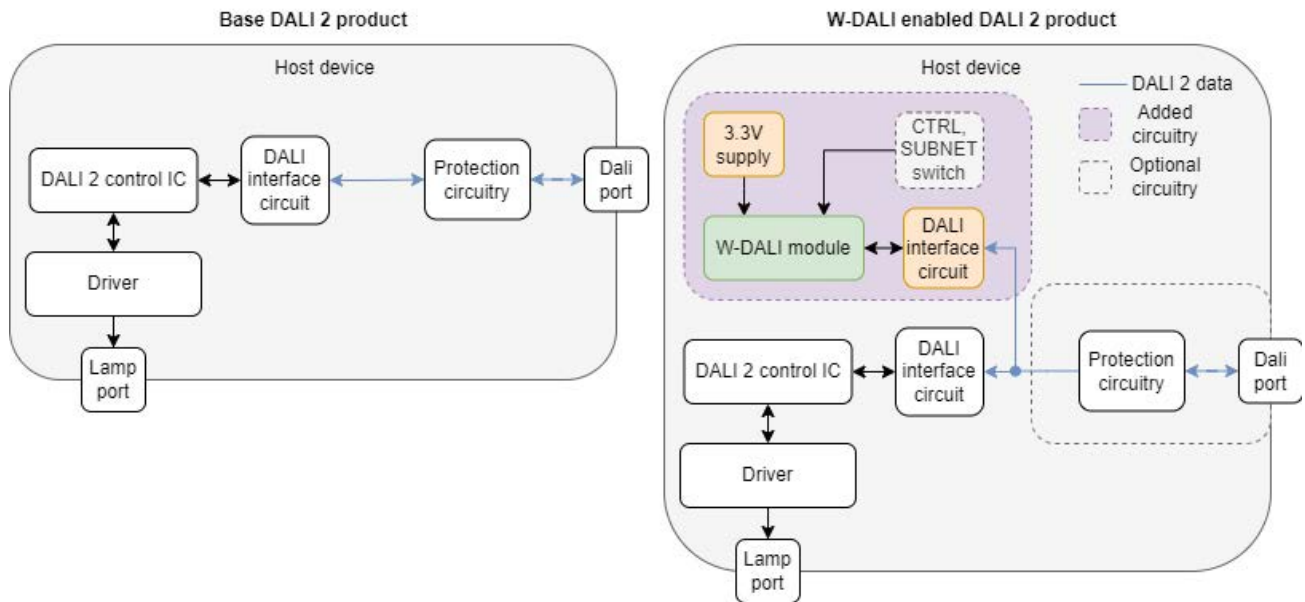 Base DALI 2 product
Host device
DALI 2 control IC
DALI
interface
circuit
Protection
circuitry
Dali
port
Driver
Lamp
port
W-DALI enabled DALI 2 product
Host device
DALI 2 data
Added
circuitry
Optional
circuitry
3.3V
supply
CTRL,
SUBNET
switch
W-DALI module
DALI
interface
circuit
DALI 2 control IC
DALI
interface
circuit
Protection
circuitry
Dali
port
Driver
Lamp
port